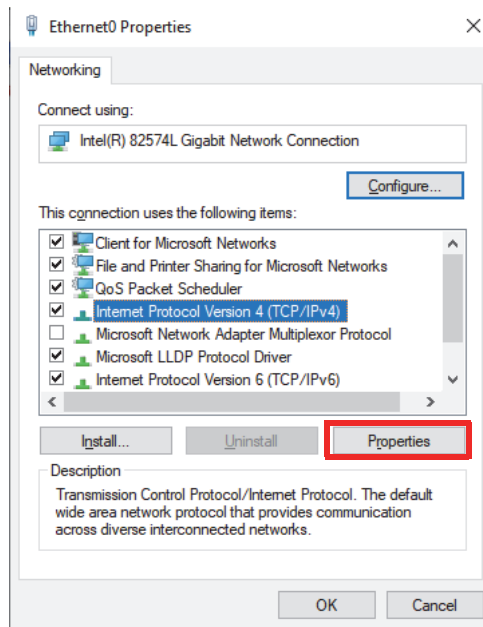 Ethernet0 Properties
Networking
Connect using:
Intel(R) 82574L Gigabit Network Connection
Configure...
This connection uses the following items:
Client for Microsoft Networks
File and Printer Sharing for Microsoft Networks
QoS Packet Scheduler
Internet Protocol Version 4 (TCP/IPv4)
Microsoft Network Adapter Multiplexor Protocol
Microsoft LLDP Protocol Driver
Internet Protocol Version 6 (TCP/IPv6)
Install...
Uninstall
Properties
Description
Transmission Control Protocol/Internet Protocol. The default
wide area network protocol that provides communication
across diverse interconnected networks.
OK
Cancel